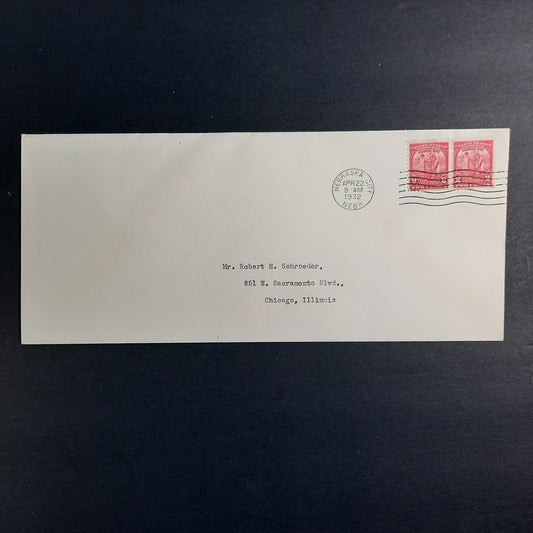 NEBRASKA CITY
APR 22
8-AM
1932
NEBR.
Mr. Robert H. Schroeder,
881 N. Sacramento Blvd.,
Chicago, Illinois